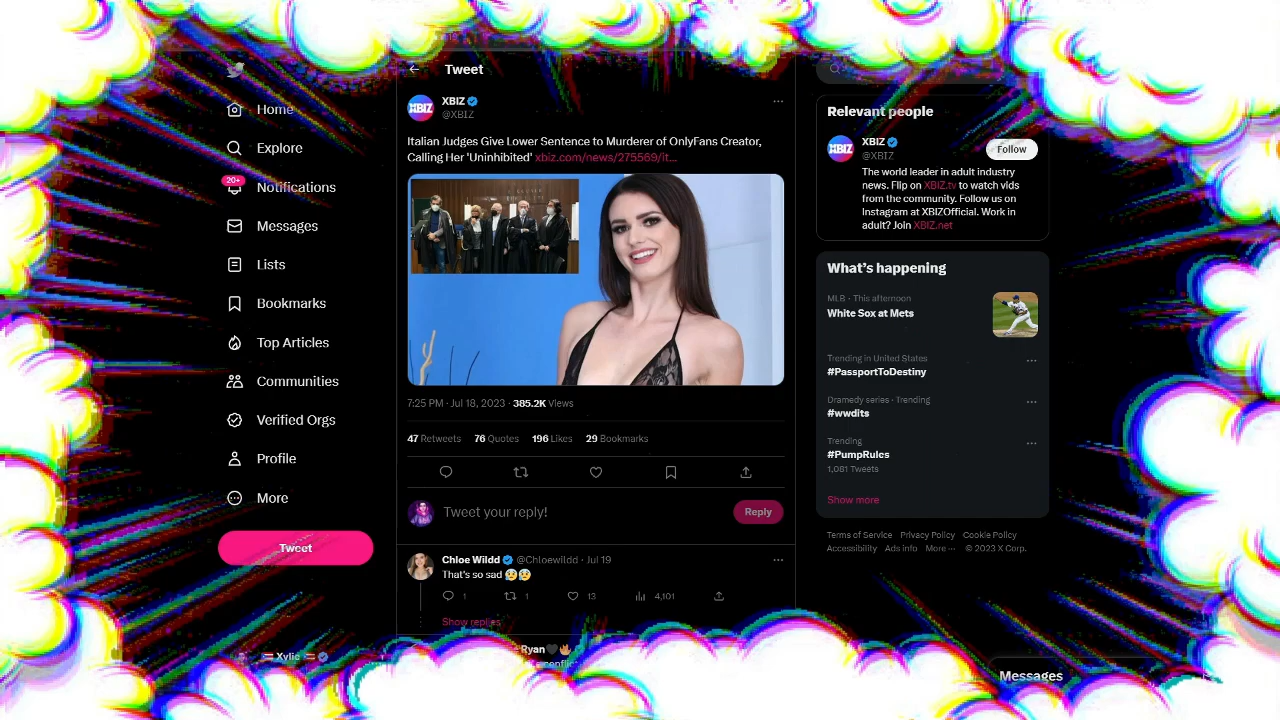 Tweet
XBIZ
@XBIZ
Italian Judges Give Lower Sentence to Murderer of OnlyFans Creator,
Calling Her 'Uninhibited' xbiz.com/news/275569/it...
7:25 PM · Jul 18, 2023 · 385.2K Views
47 Retweets 76 Quotes 196 Likes 29 Bookmarks
Tweet your reply!
Reply
Chloe Wildd @Chloewildd · Jul 19
That's so sad 😰😰
1 1 13 4,101
Show replies
Ryan🖤
Home
Explore
20+
Notifications
Messages
Lists
Bookmarks
Top Articles
Communities
Verified Orgs
Profile
More
Tweet
Xylie
Relevant people
XBIZ
@XBIZ
Follow
The world leader in adult industry
news. Flip on XBIZ.tv to watch vids
from the community. Follow us on
Instagram at XBIZOfficial. Work in
adult? Join XBIZ.net
What's happening
MLB · This afternoon
White Sox at Mets
Trending in United States
#PassportToDestiny
Dramedy series · Trending
#wwdits
Trending
#PumpRules
1,081 Tweets
Show more
Terms of Service Privacy Policy Cookie Policy
Accessibility Ads info More ··· © 2023 X Corp.
Messages